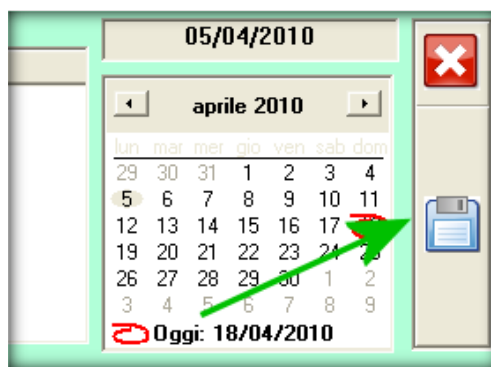 05/04/2010
aprile 2010
lun mar mer gio ven sab dom
29 30 31 1 2 3 4
5 6 7 8 9 10 11
12 13 14 15 16 17
19 20 21 22 23 24 25
26 27 28 29 30 1 2
3 4 5 6 7 8 9
Oggi: 18/04/2010